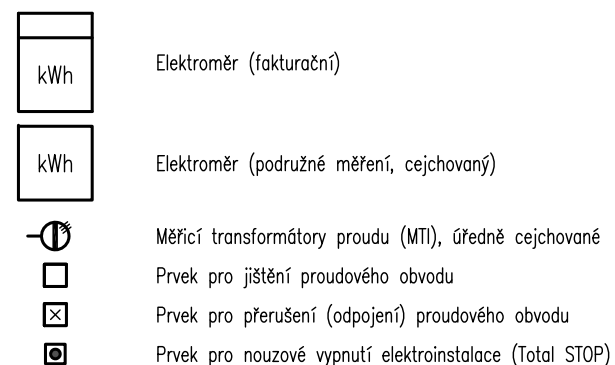 kWh Elektroměr (fakturační)
kWh Elektroměr (podružné měření, cejchovaný)
Měřicí transformátory proudu (MTI), úředně cejchované
Prvek pro jištění proudového obvodu
Prvek pro přerušení (odpojení) proudového obvodu
Prvek pro nouzové vypnutí elektroinstalace (Total STOP)